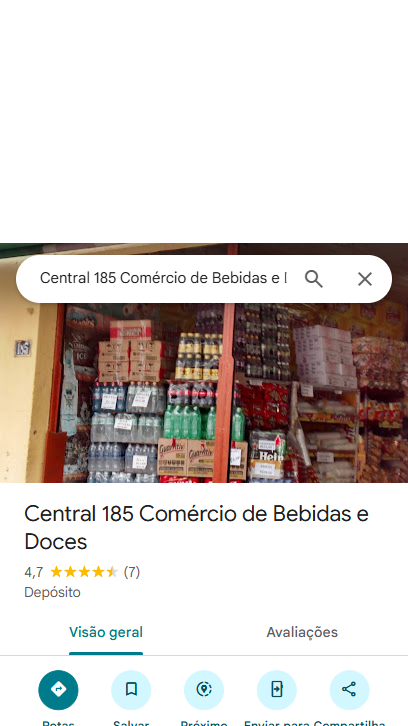 Central 185 Comércio de Bebidas e
185
Central 185 Comércio de Bebidas e
Doces
4,7 (7)
Depósito
Visão geral
Avaliações
Rotas
Salvar
Próximo
Enviar para
Compartilha